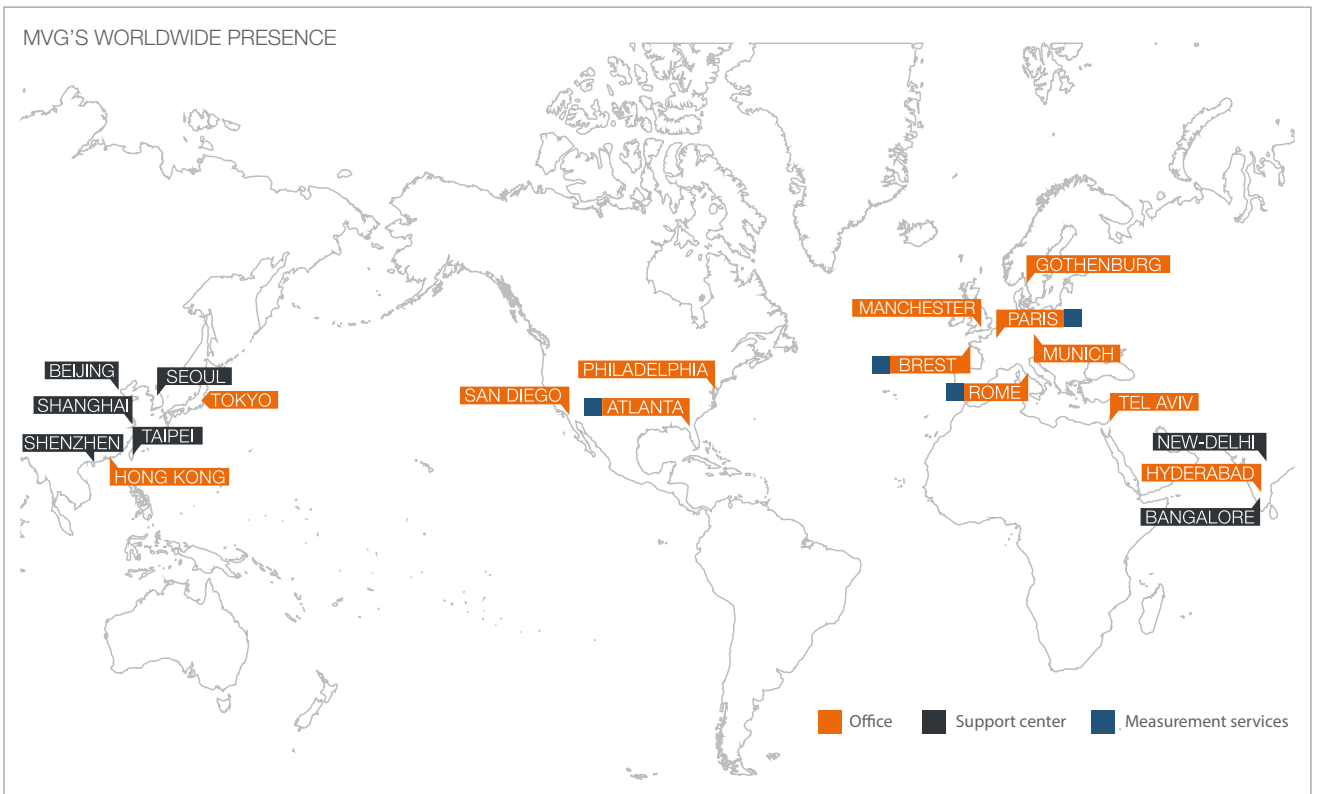 MVG'S WORLDWIDE PRESENCE
GOTHENBURG
MANCHESTER
PARIS
MUNICH
BREST
ROME
TEL AVIV
NEW-DELHI
HYDERABAD
BANGALORE
PHILADELPHIA
SAN DIEGO
ATLANTA
BEIJING
SEOUL
SHANGHAI
TOKYO
SHENZHEN
TAIPEI
HONG KONG
Office
Support center
Measurement services